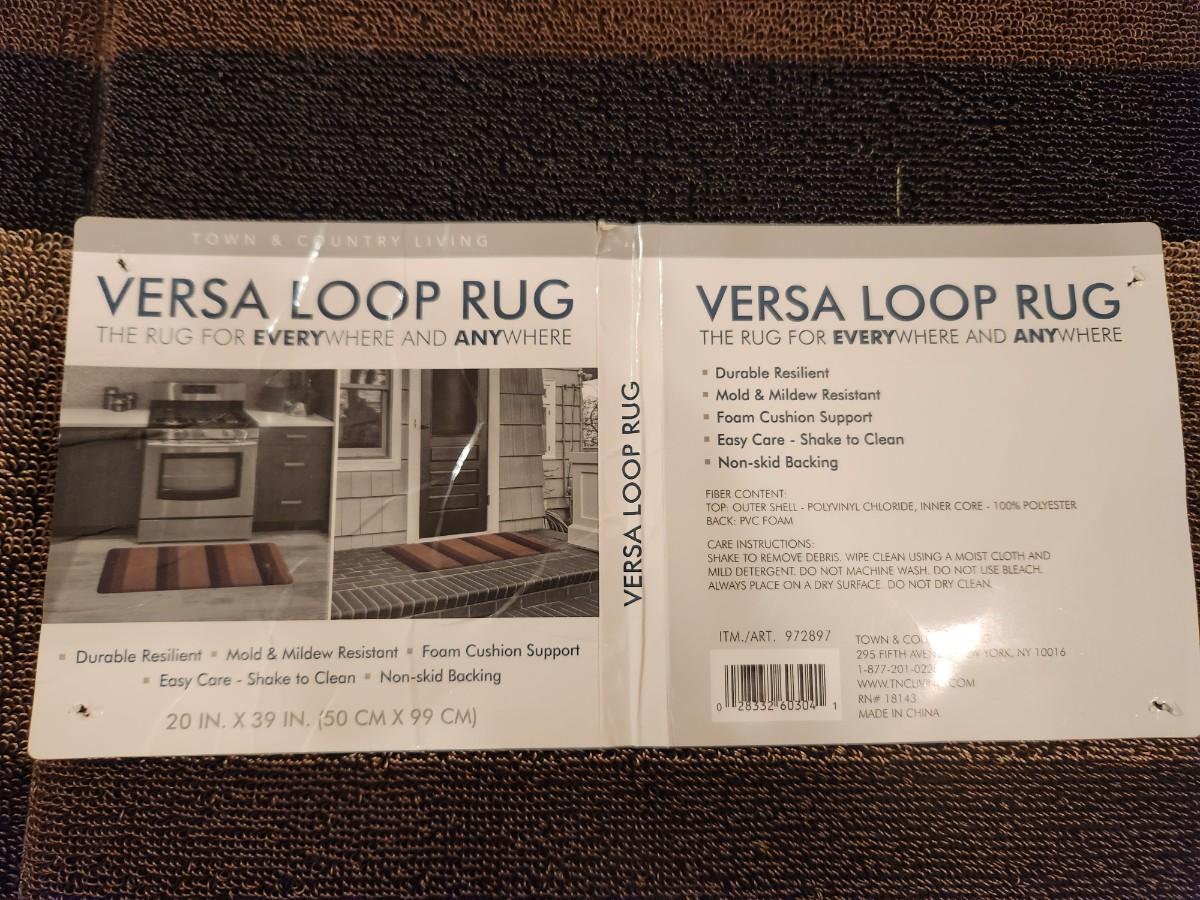 TOWN & COUNTRY LIVING
VERSA LOOP RUG
THE RUG FOR EVERYWHERE AND ANYWHERE
▪ Durable Resilient ▪ Mold & Mildew Resistant ▪ Foam Cushion Support
▪ Easy Care - Shake to Clean ▪ Non-skid Backing
20 IN. X 39 IN. (50 CM X 99 CM)
VERSA LOOP RUG
VERSA LOOP RUG
THE RUG FOR EVERYWHERE AND ANYWHERE
▪ Durable Resilient
▪ Mold & Mildew Resistant
▪ Foam Cushion Support
▪ Easy Care - Shake to Clean
▪ Non-skid Backing
FIBER CONTENT:
TOP: OUTER SHELL - POLYVINYL CHLORIDE, INNER CORE - 100% POLYESTER
BACK: PVC FOAM
CARE INSTRUCTIONS:
SHAKE TO REMOVE DEBRIS. WIPE CLEAN USING A MOIST CLOTH AND
MILD DETERGENT. DO NOT MACHINE WASH. DO NOT USE BLEACH.
ALWAYS PLACE ON A DRY SURFACE. DO NOT DRY CLEAN.
ITM./ART. 972897
0 28332 60304 1
TOWN &
295 FIFTH YORK, NY 10016
1-877-201-
RN# 18143
MADE IN CHINA